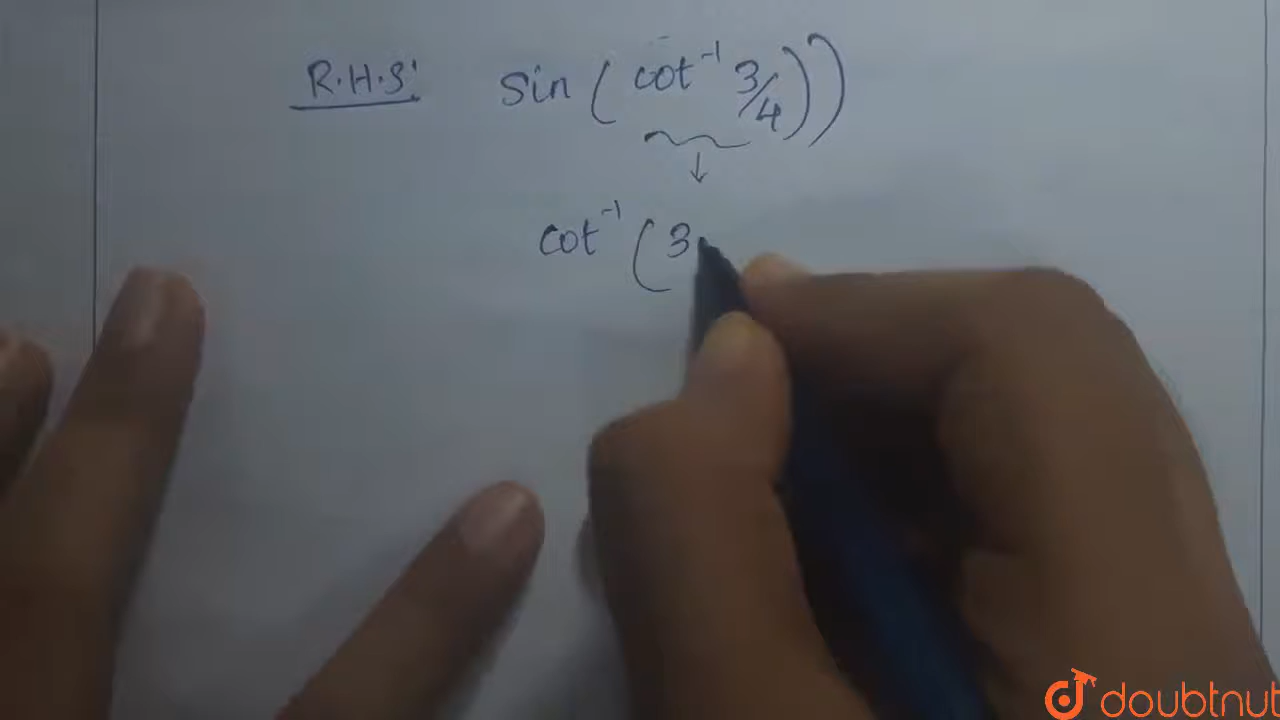 R.H.S: Sin ( cot⁻¹ 3/4 ) )
cot⁻¹ ( 3
doubtnut